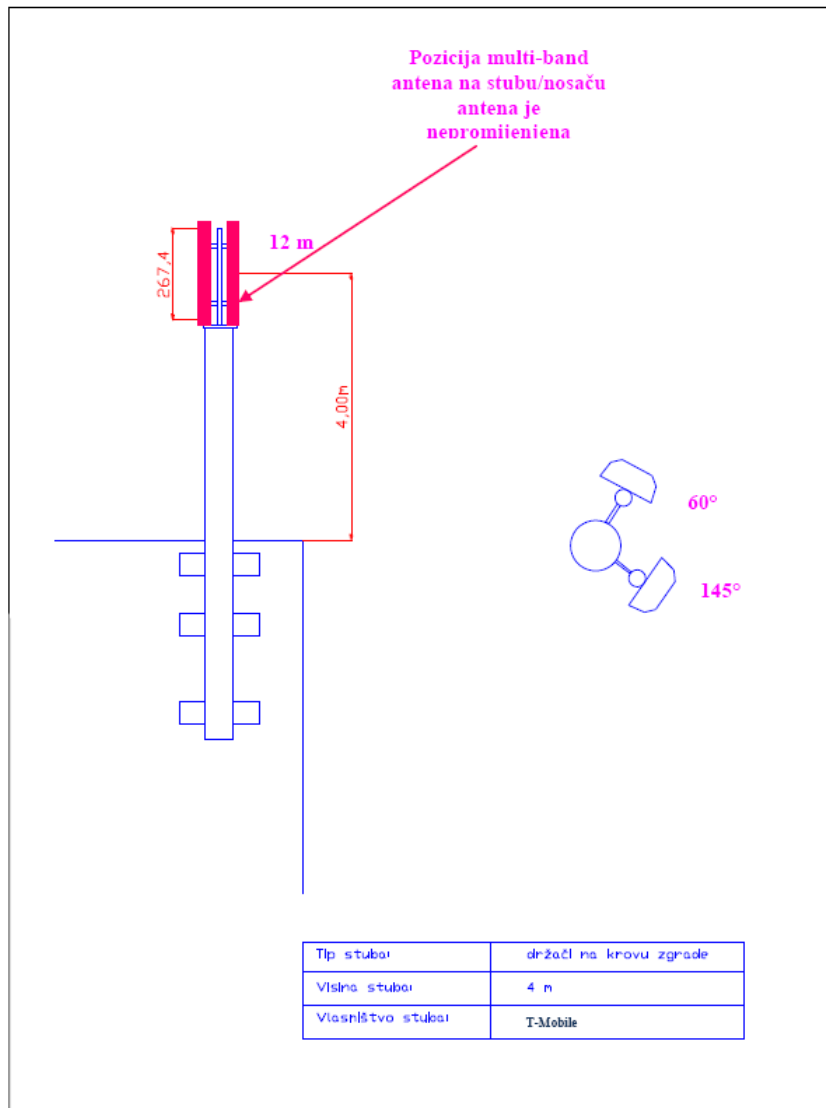 Pozicija multi-band
antena na stubu/nosaču
antena je
nepromijenjena
12 m
267,4
4,00m
60°
145°
Tip stuba: držači na krovu zgrade
Visina stuba: 4 m
Vlasništvo stuba: T-Mobile